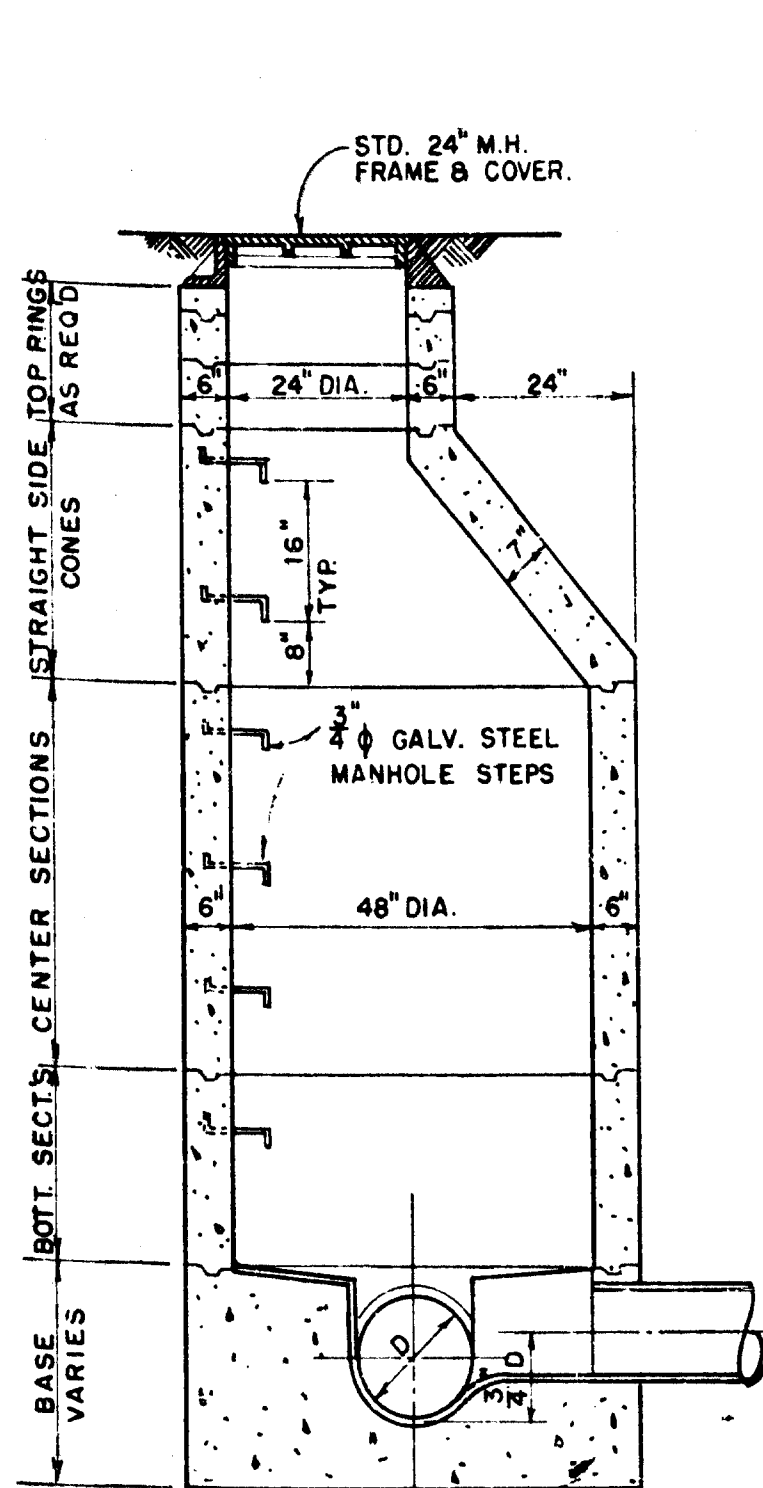 STD. 24" M.H.
FRAME & COVER.
TOP RINGS
AS REQ'D
6"
24" DIA.
6"
24"
STRAIGHT SIDE
CONES
16"
TYP.
8"
7"
3/4" ϕ GALV. STEEL
MANHOLE STEPS
CENTER SECTIONS
6"
48" DIA.
6"
BOTT. SECT'S
BASE
VARIES
D
3/4 D